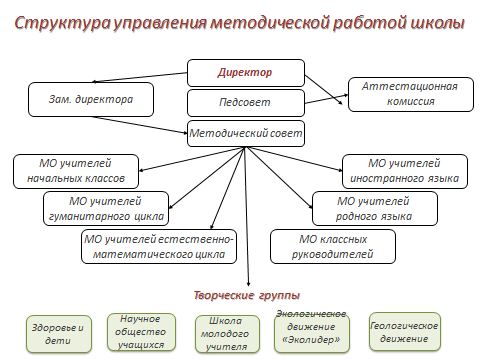 Структура управления методической работой школы
Директор
Зам. директора
Педсовет
Аттестационная
комиссия
Методический совет
МО учителей
начальных классов
МО учителей
иностранного языка
МО учителей
гуманитарного цикла
МО учителей
родного языка
МО учителей естественно-
математического цикла
МО классных
руководителей
Творческие группы
Здоровье и
дети
Научное
общество
учащихся
Школа
молодого
учителя
Экологическое
движение
«Эколидер»
Геологическое
движение